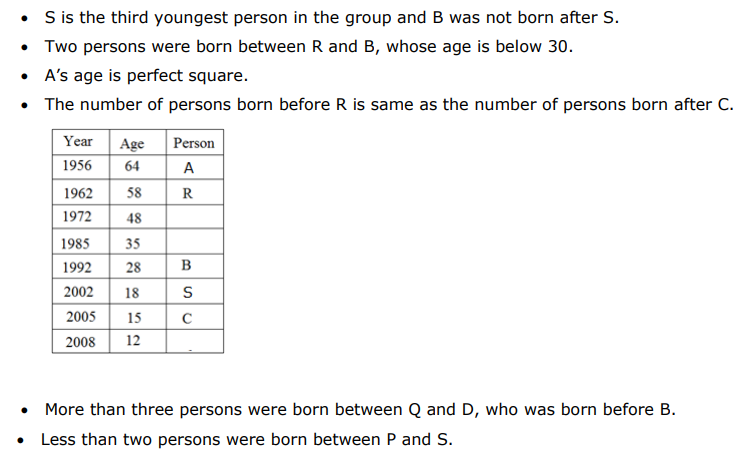 • S is the third youngest person in the group and B was not born after S.
• Two persons were born between R and B, whose age is below 30.
• A’s age is perfect square.
• The number of persons born before R is same as the number of persons born after C.
Year Age Person
1956 64 A
1962 58 R
1972 48
1985 35
1992 28 B
2002 18 S
2005 15 C
2008 12
• More than three persons were born between Q and D, who was born before B.
• Less than two persons were born between P and S.